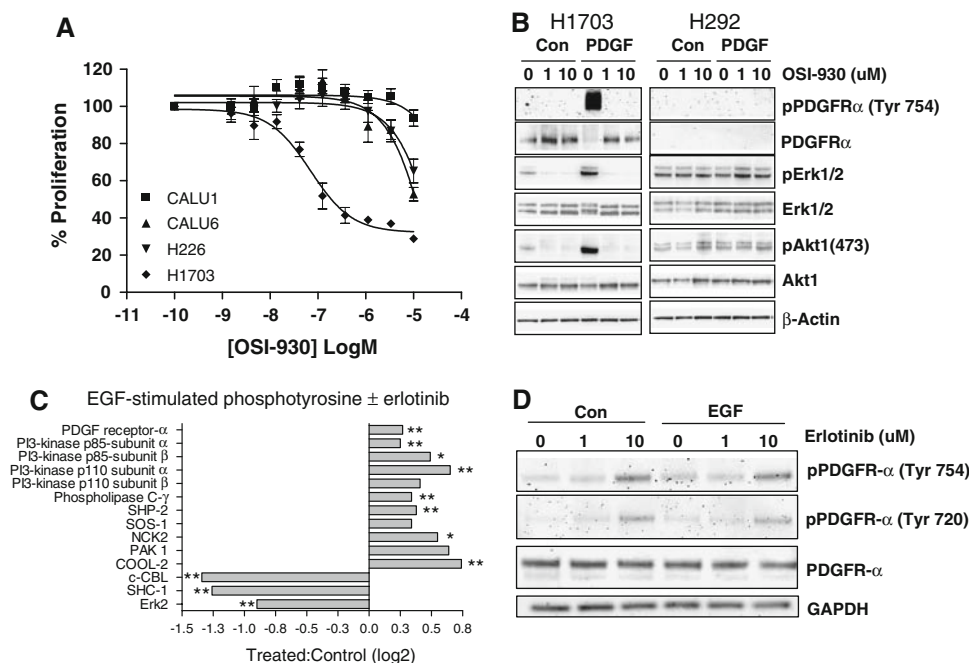 A
120
100
80
60
40
20
0
% Proliferation
CALU1
CALU6
H226
H1703
-11 -10 -9 -8 -7 -6 -5 -4
[OSI-930] LogM
B
H1703 H292
Con PDGF Con PDGF
0 1 10 0 1 10 0 1 10 0 1 10 OSI-930 (uM)
pPDGFRα (Tyr 754)
PDGFRα
pErk1/2
Erk1/2
pAkt1(473)
Akt1
β-Actin
C
EGF-stimulated phosphotyrosine ± erlotinib
PDGF receptor-α **
PI3-kinase p85-subunit α **
PI3-kinase p85-subunit β *
PI3-kinase p110 subunit α **
PI3-kinase p110 subunit β
Phospholipase C-γ **
SHP-2 **
SOS-1
NCK2 *
PAK 1
COOL-2 **
c-CBL **
SHC-1 **
Erk2 **
-1.5 -1.3 -1.0 -0.8 -0.5 -0.3 0.0 0.3 0.5 0.8
Treated:Control (log2)
D
Con EGF
0 1 10 0 1 10 Erlotinib (uM)
pPDGFR-α (Tyr 754)
pPDGFR-α (Tyr 720)
PDGFR-α
GAPDH